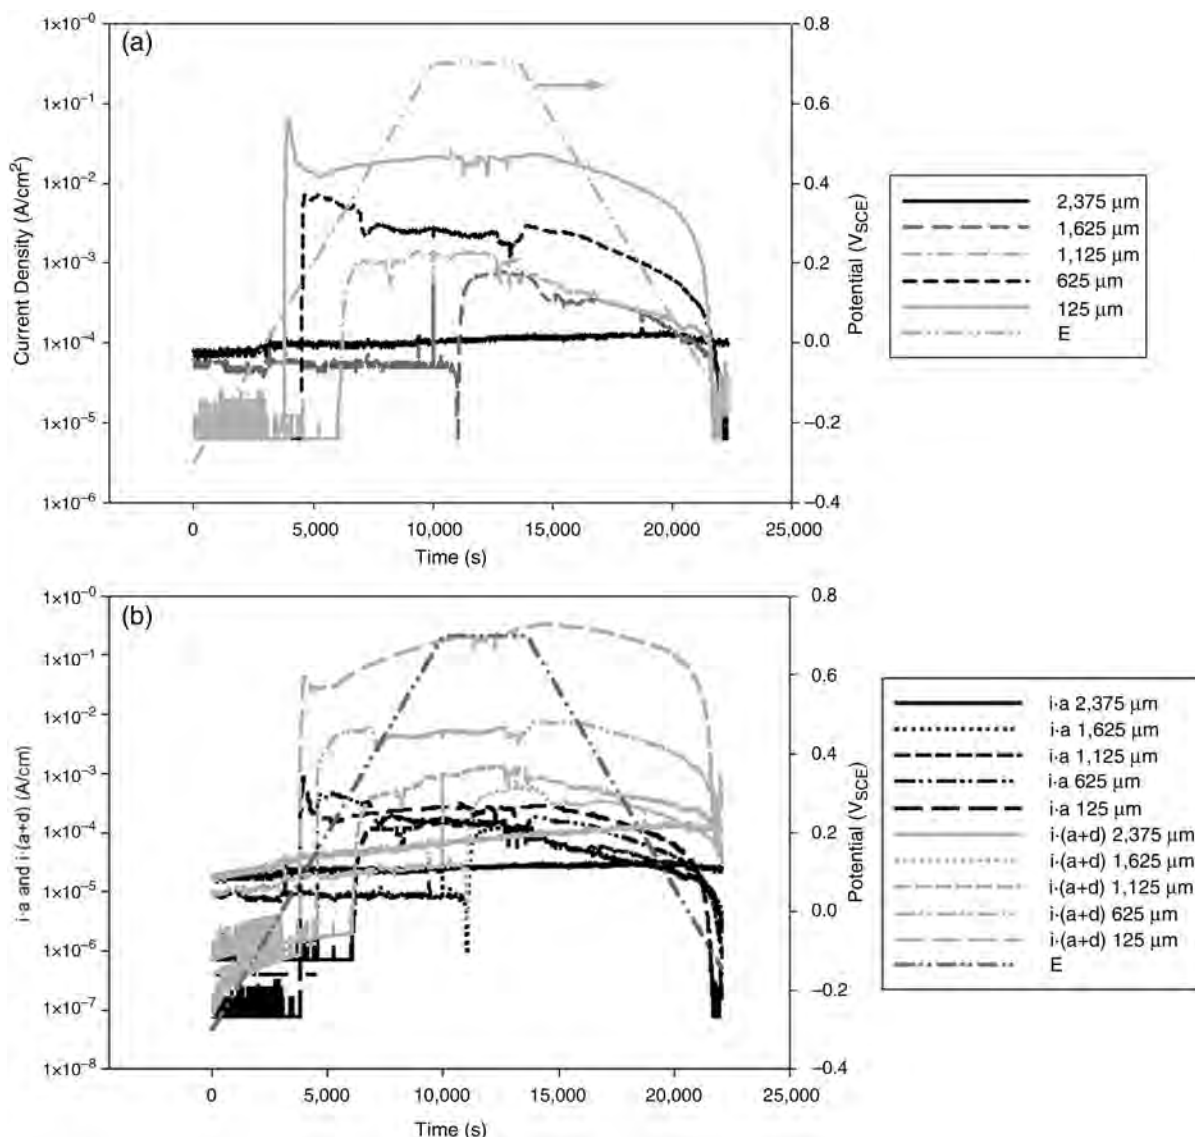 (a)
1×10⁻⁰
1×10⁻¹
1×10⁻²
1×10⁻³
1×10⁻⁴
1×10⁻⁵
1×10⁻⁶
Current Density (A/cm²)
0.8
0.6
0.4
0.2
0.0
−0.2
−0.4
Potential (V_SCE)
0 5,000 10,000 15,000 20,000 25,000
Time (s)
2,375 μm
1,625 μm
1,125 μm
625 μm
125 μm
E
(b)
1×10⁻⁰
1×10⁻¹
1×10⁻²
1×10⁻³
1×10⁻⁴
1×10⁻⁵
1×10⁻⁶
1×10⁻⁷
1×10⁻⁸
i·a and i·(a+d) (A/cm)
0.8
0.6
0.4
0.2
0.0
−0.2
−0.4
Potential (V_SCE)
0 5,000 10,000 15,000 20,000 25,000
Time (s)
i·a 2,375 μm
i·a 1,625 μm
i·a 1,125 μm
i·a 625 μm
i·a 125 μm
i·(a+d) 2,375 μm
i·(a+d) 1,625 μm
i·(a+d) 1,125 μm
i·(a+d) 625 μm
i·(a+d) 125 μm
E